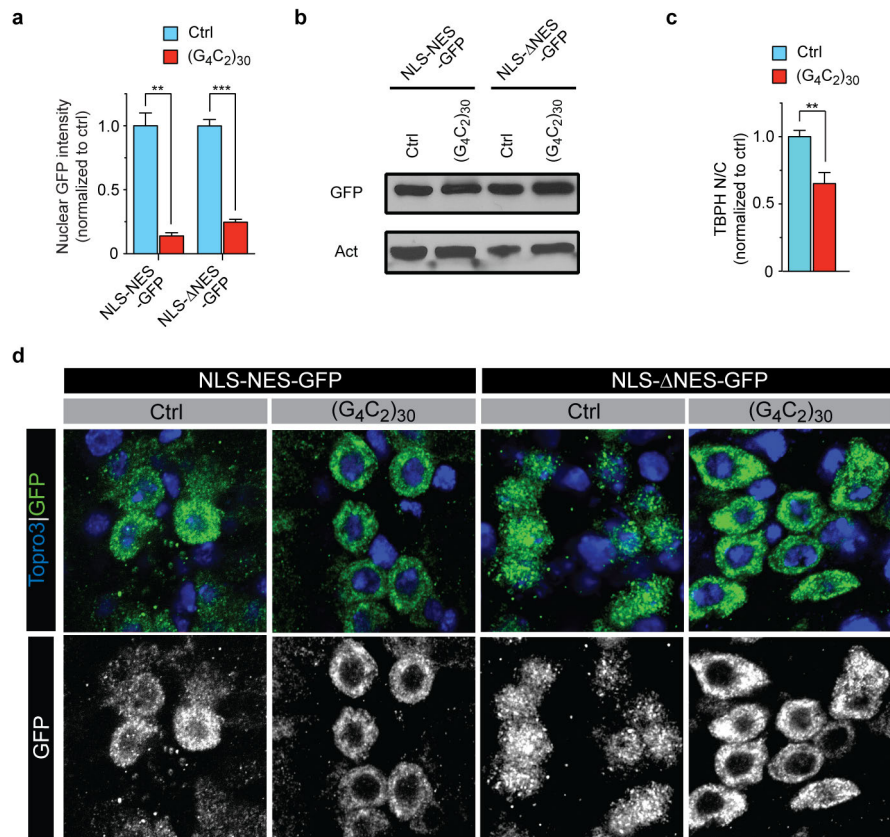 a
Ctrl
(G4C2)30
** ***
1.0
0.5
0
Nuclear GFP intensity
(normalized to ctrl)
NLS-NES
-GFP
NLS-ΔNES
-GFP
b
NLS-NES
-GFP
NLS-ΔNES
-GFP
Ctrl
(G4C2)30
Ctrl
(G4C2)30
GFP
Act
c
Ctrl
(G4C2)30
**
1.0
0.5
0
TBPH N/C
(normalized to ctrl)
d
NLS-NES-GFP NLS-ΔNES-GFP
Ctrl (G4C2)30 Ctrl (G4C2)30
Topro3|GFP
GFP